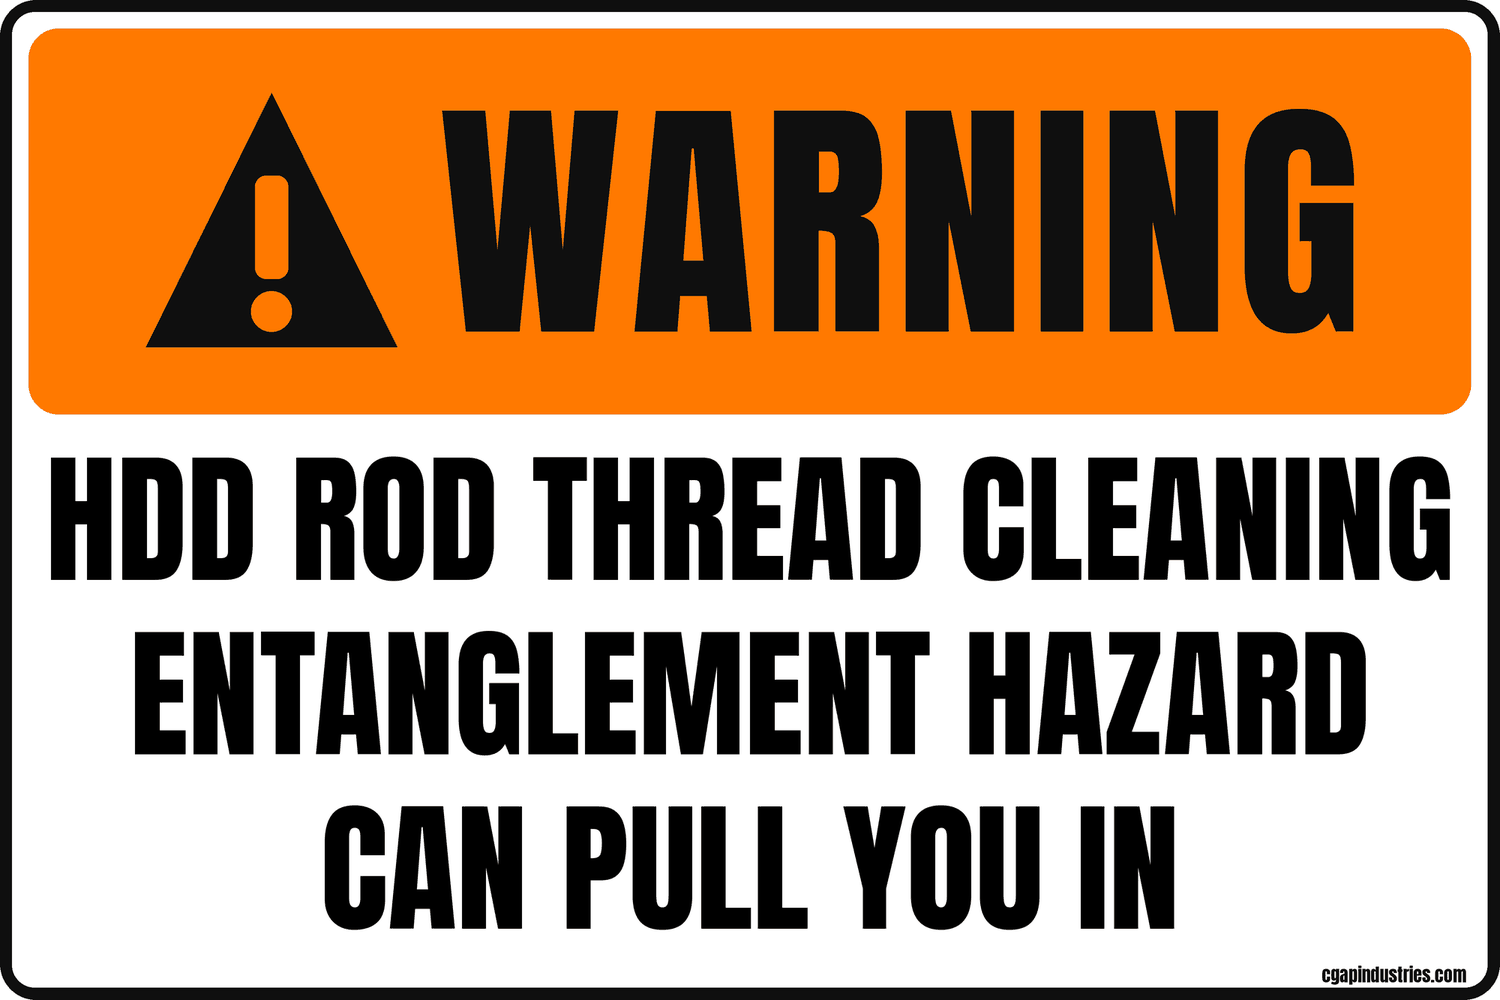 WARNING
HDD ROD THREAD CLEANING
ENTANGLEMENT HAZARD
CAN PULL YOU IN
cgapindustries.com